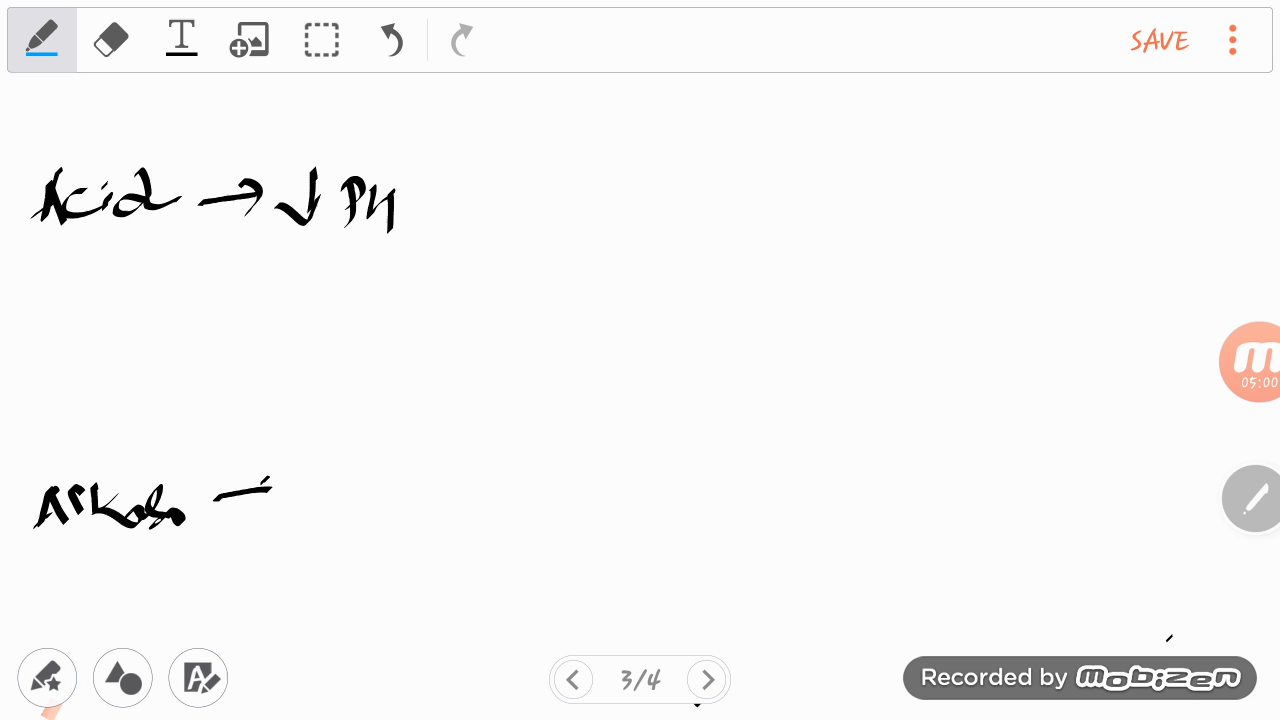 T
SAVE
Acid → ↓ PH
05:00
A
3/4
Recorded by mobizen